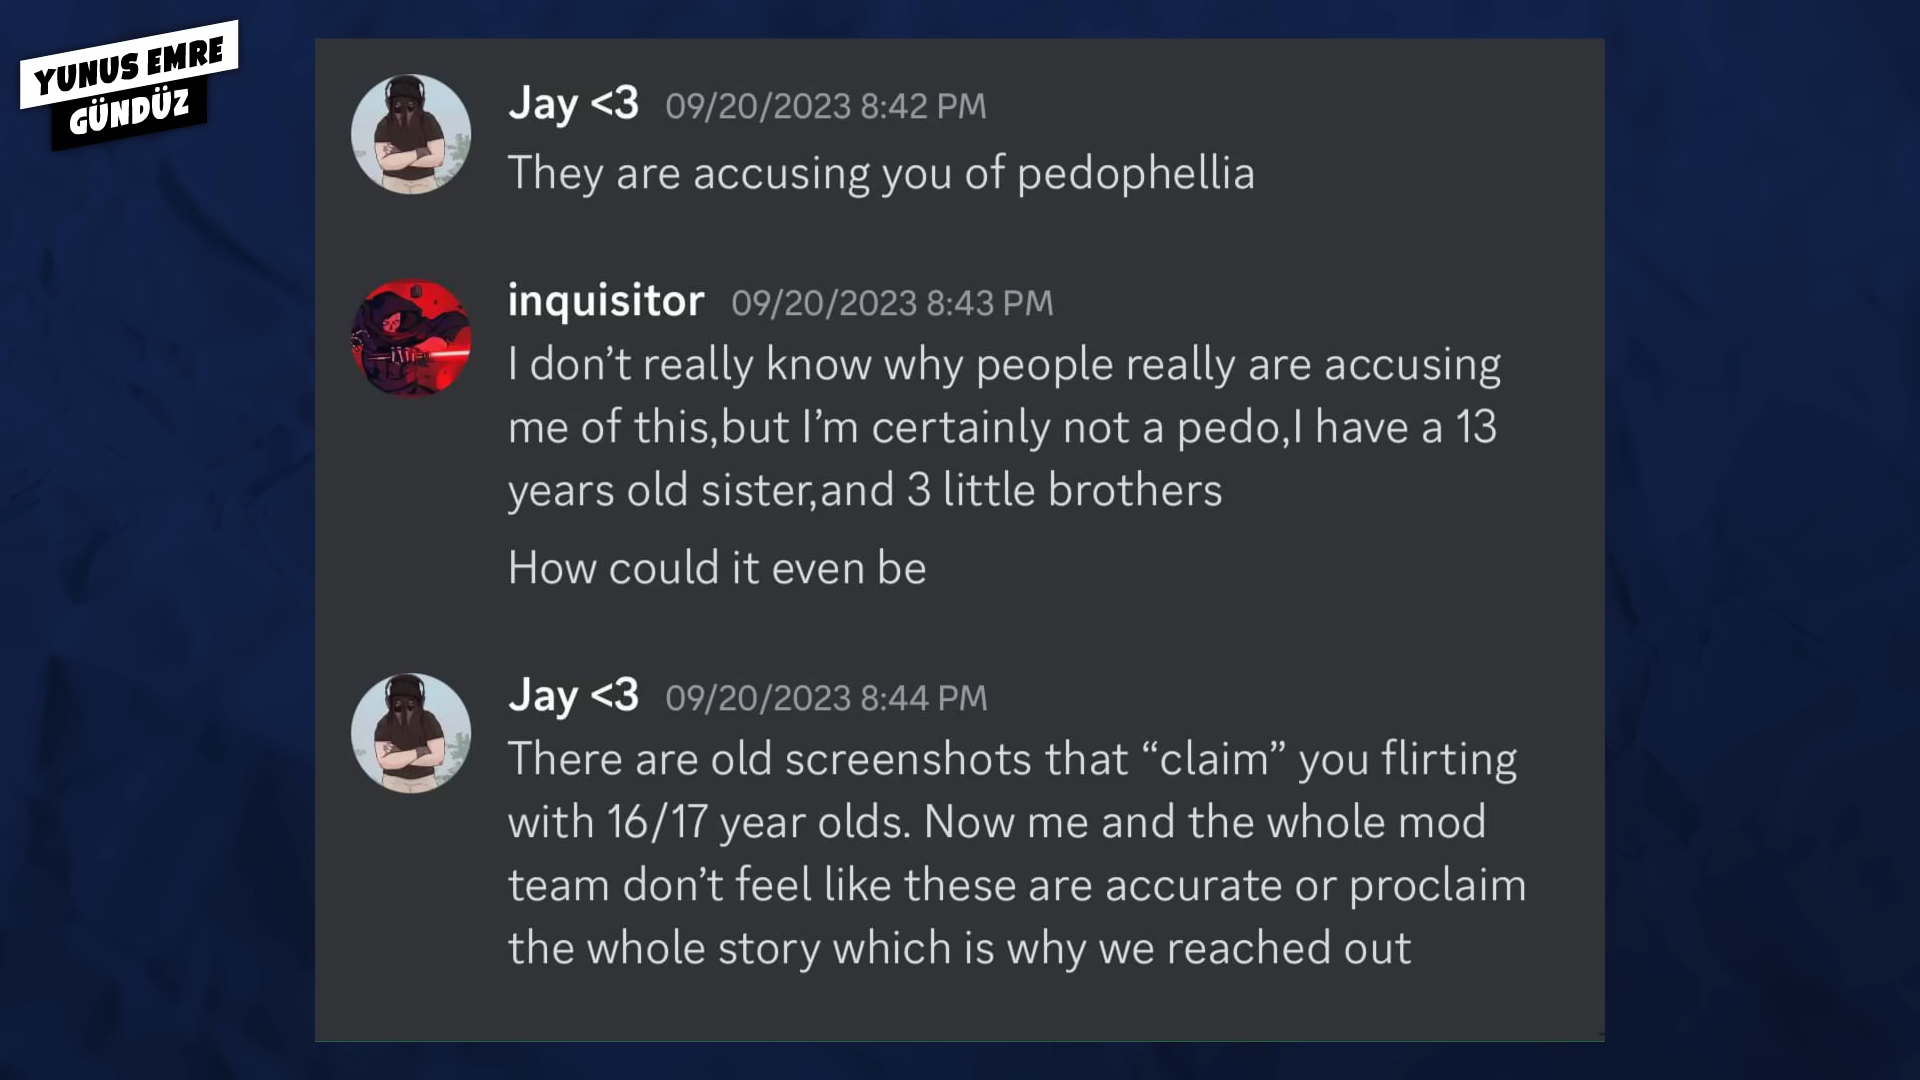 YUNUS EMRE
GÜNDÜZ
Jay <3 09/20/2023 8:42 PM
They are accusing you of pedophellia
inquisitor 09/20/2023 8:43 PM
I don’t really know why people really are accusing
me of this,but I’m certainly not a pedo,I have a 13
years old sister,and 3 little brothers
How could it even be
Jay <3 09/20/2023 8:44 PM
There are old screenshots that “claim” you flirting
with 16/17 year olds. Now me and the whole mod
team don’t feel like these are accurate or proclaim
the whole story which is why we reached out